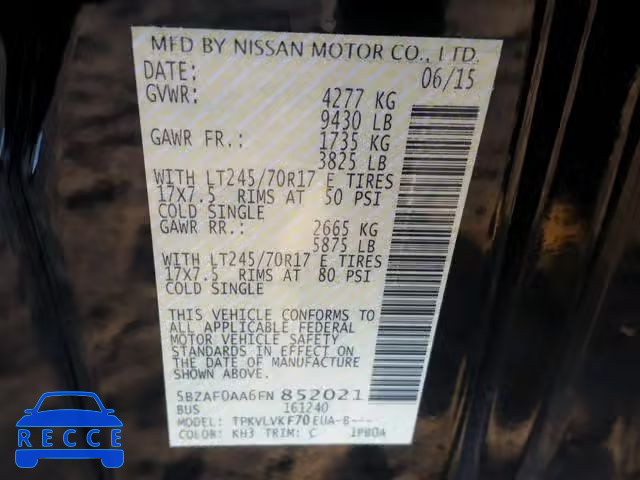 MFD BY NISSAN MOTOR CO., LTD.
DATE: 06/15
GVWR: 4277 KG
9430 LB
GAWR FR.: 1735 KG
3825 LB
WITH LT245/70R17 E TIRES
17X7.5 RIMS AT 50 PSI
COLD SINGLE
GAWR RR.: 2665 KG
5875 LB
WITH LT245/70R17 E TIRES
17X7.5 RIMS AT 80 PSI
COLD SINGLE
THIS VEHICLE CONFORMS TO
ALL APPLICABLE FEDERAL
MOTOR VEHICLE SAFETY
STANDARDS IN EFFECT ON
THE DATE OF MANUFACTURE
SHOWN ABOVE
5BZAF0AA6FN 852021
BUS 161240
MODEL: TPKVLVKF70EUA-B---
COLOR: KH3 TRIM: C
RECCE